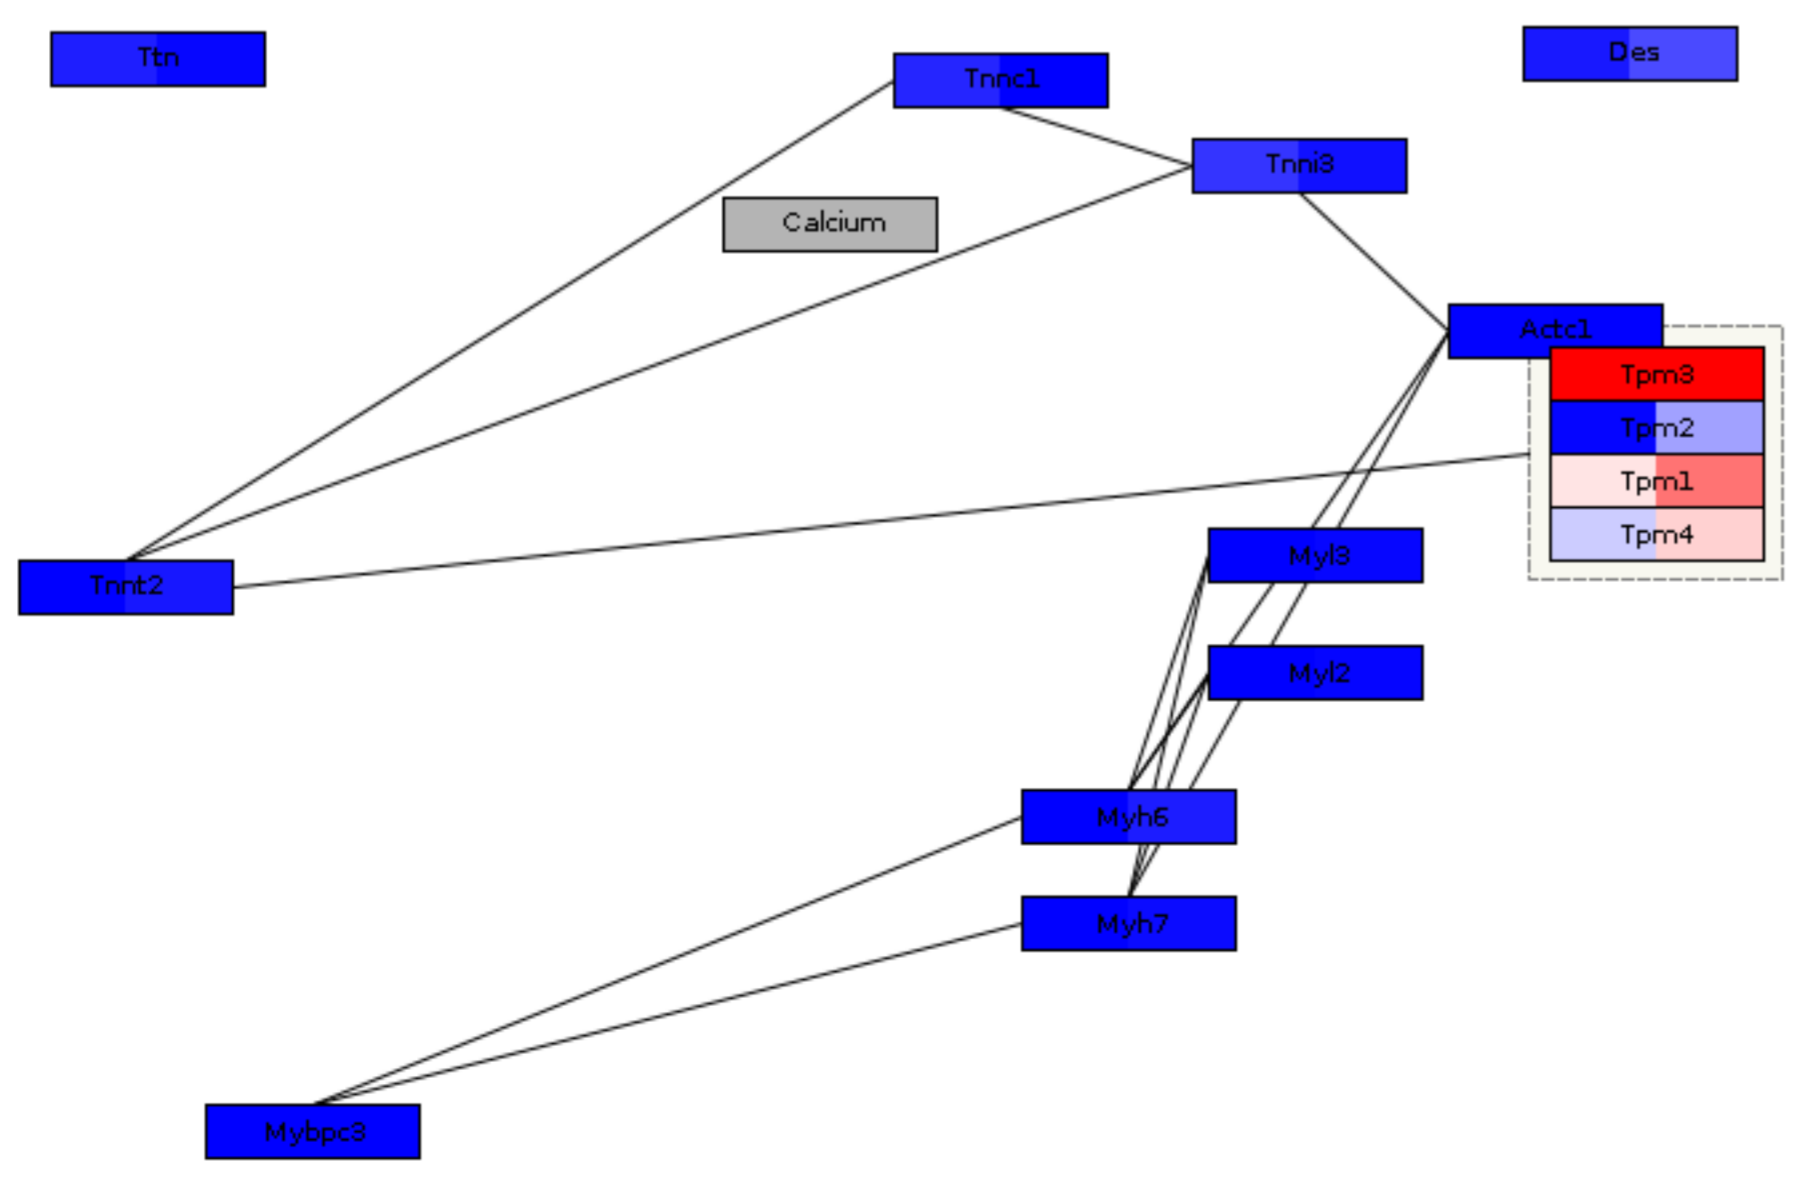 Ttn
Tnnc1
Des
Tnni3
Calcium
Actc1
Tpm3
Tpm2
Tpm1
Tpm4
Myl3
Tnnt2
Myl2
Myh6
Myh7
Mybpc3